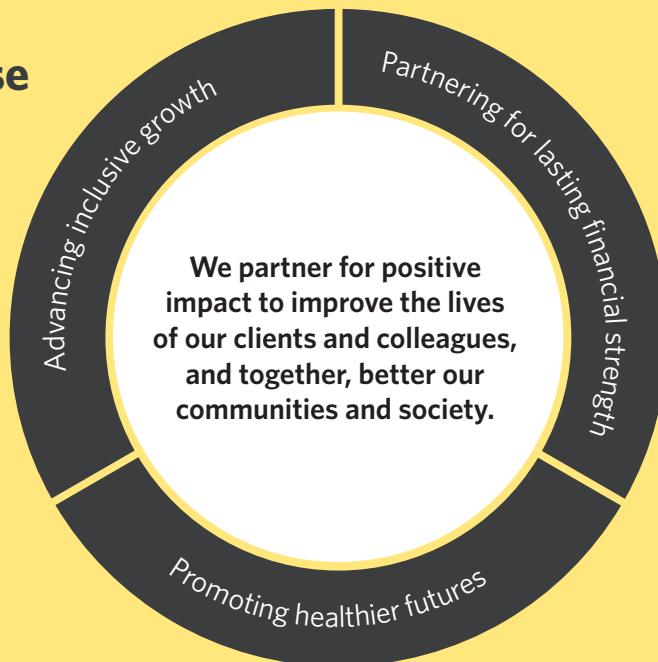 Advancing inclusive growth
Partnering for lasting financial strength
We partner for positive
impact to improve the lives
of our clients and colleagues,
and together, better our
communities and society.
Promoting healthier futures